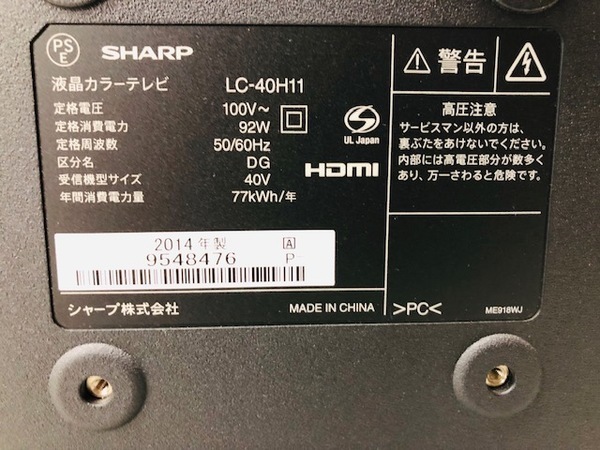 PSE
SHARP
液晶カラーテレビ LC-40H11
定格電圧 100V~
定格消費電力 92W
定格周波数 50/60Hz
区分名 DG
受信機型サイズ 40V
年間消費電力量 77kWh/年
UL Japan
HDMI
2014年製 A
9548476 P
シャープ株式会社 MADE IN CHINA
警告
高圧注意
サービスマン以外の方は、
裏ぶたをあけないでください。
内部には高電圧部分が数多く
あり、万一さわると危険です。
>PC< ME918WJ